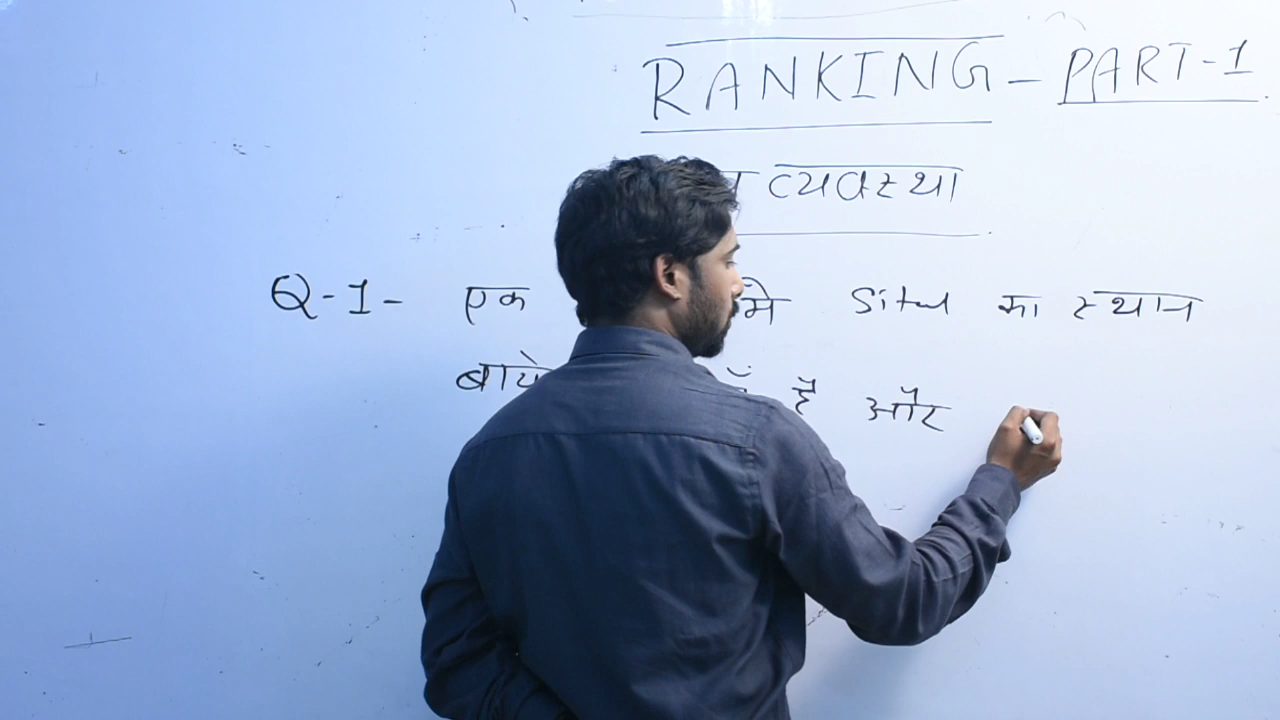 RANKING - PART-1
व्यवस्था
Q-1- एक में Sital का स्थान
बायें वाँ है और